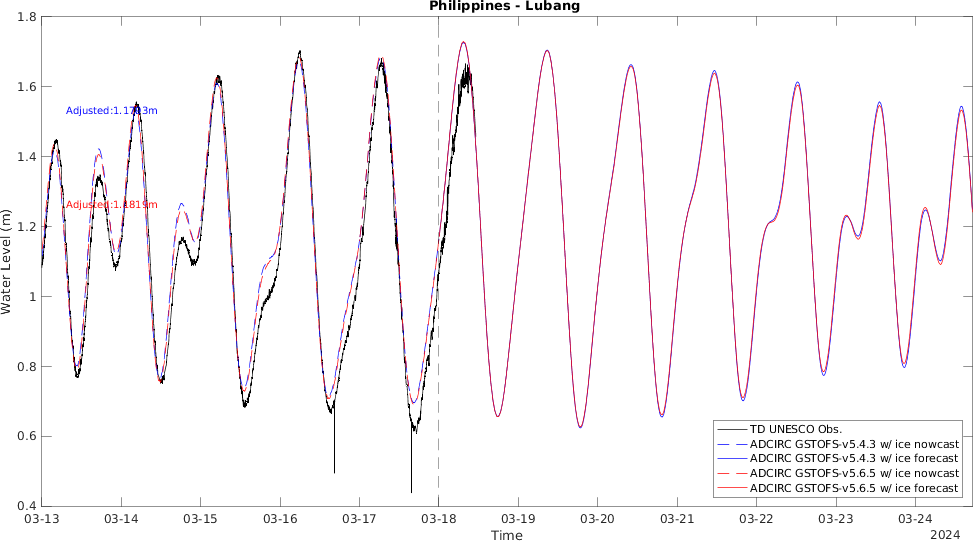 Philippines - Lubang
1.8
1.6
1.4
1.2
1
0.8
0.6
0.4
Water Level (m)
Adjusted:1.1793m
Adjusted:1.1819m
TD UNESCO Obs.
ADCIRC GSTOFS-v5.4.3 w/ ice nowcast
ADCIRC GSTOFS-v5.4.3 w/ ice forecast
ADCIRC GSTOFS-v5.6.5 w/ ice nowcast
ADCIRC GSTOFS-v5.6.5 w/ ice forecast
03-13 03-14 03-15 03-16 03-17 03-18 03-19 03-20 03-21 03-22 03-23 03-24
Time
2024